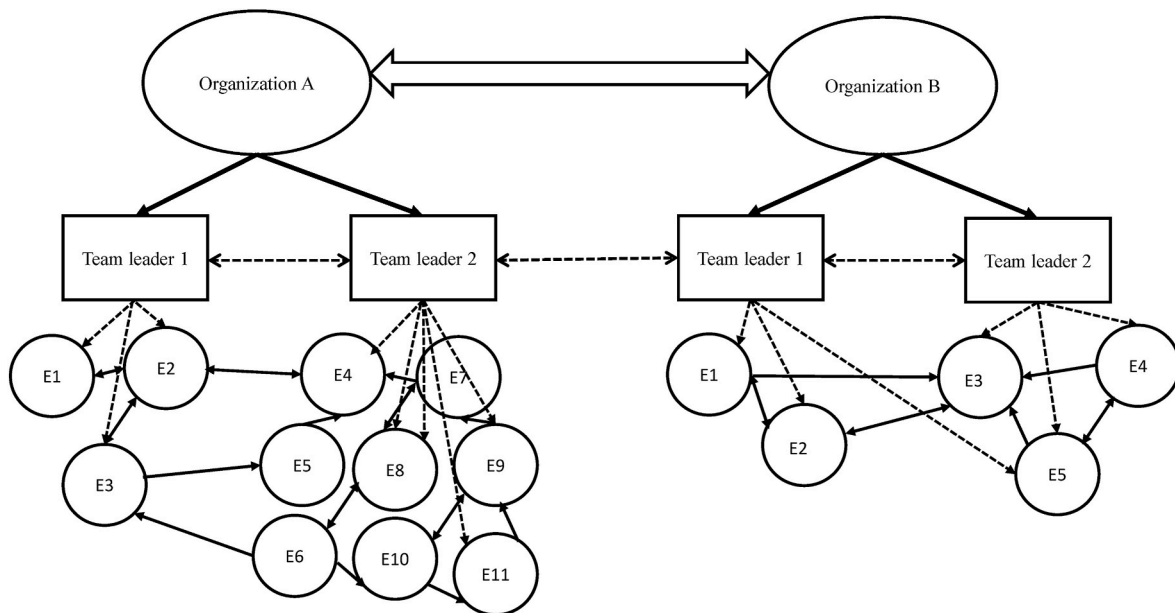 Organization A
Organization B
Team leader 1
Team leader 2
Team leader 1
Team leader 2
E1
E2
E4
E7
E1
E3
E4
E3
E5
E8
E9
E2
E5
E6
E10
E11